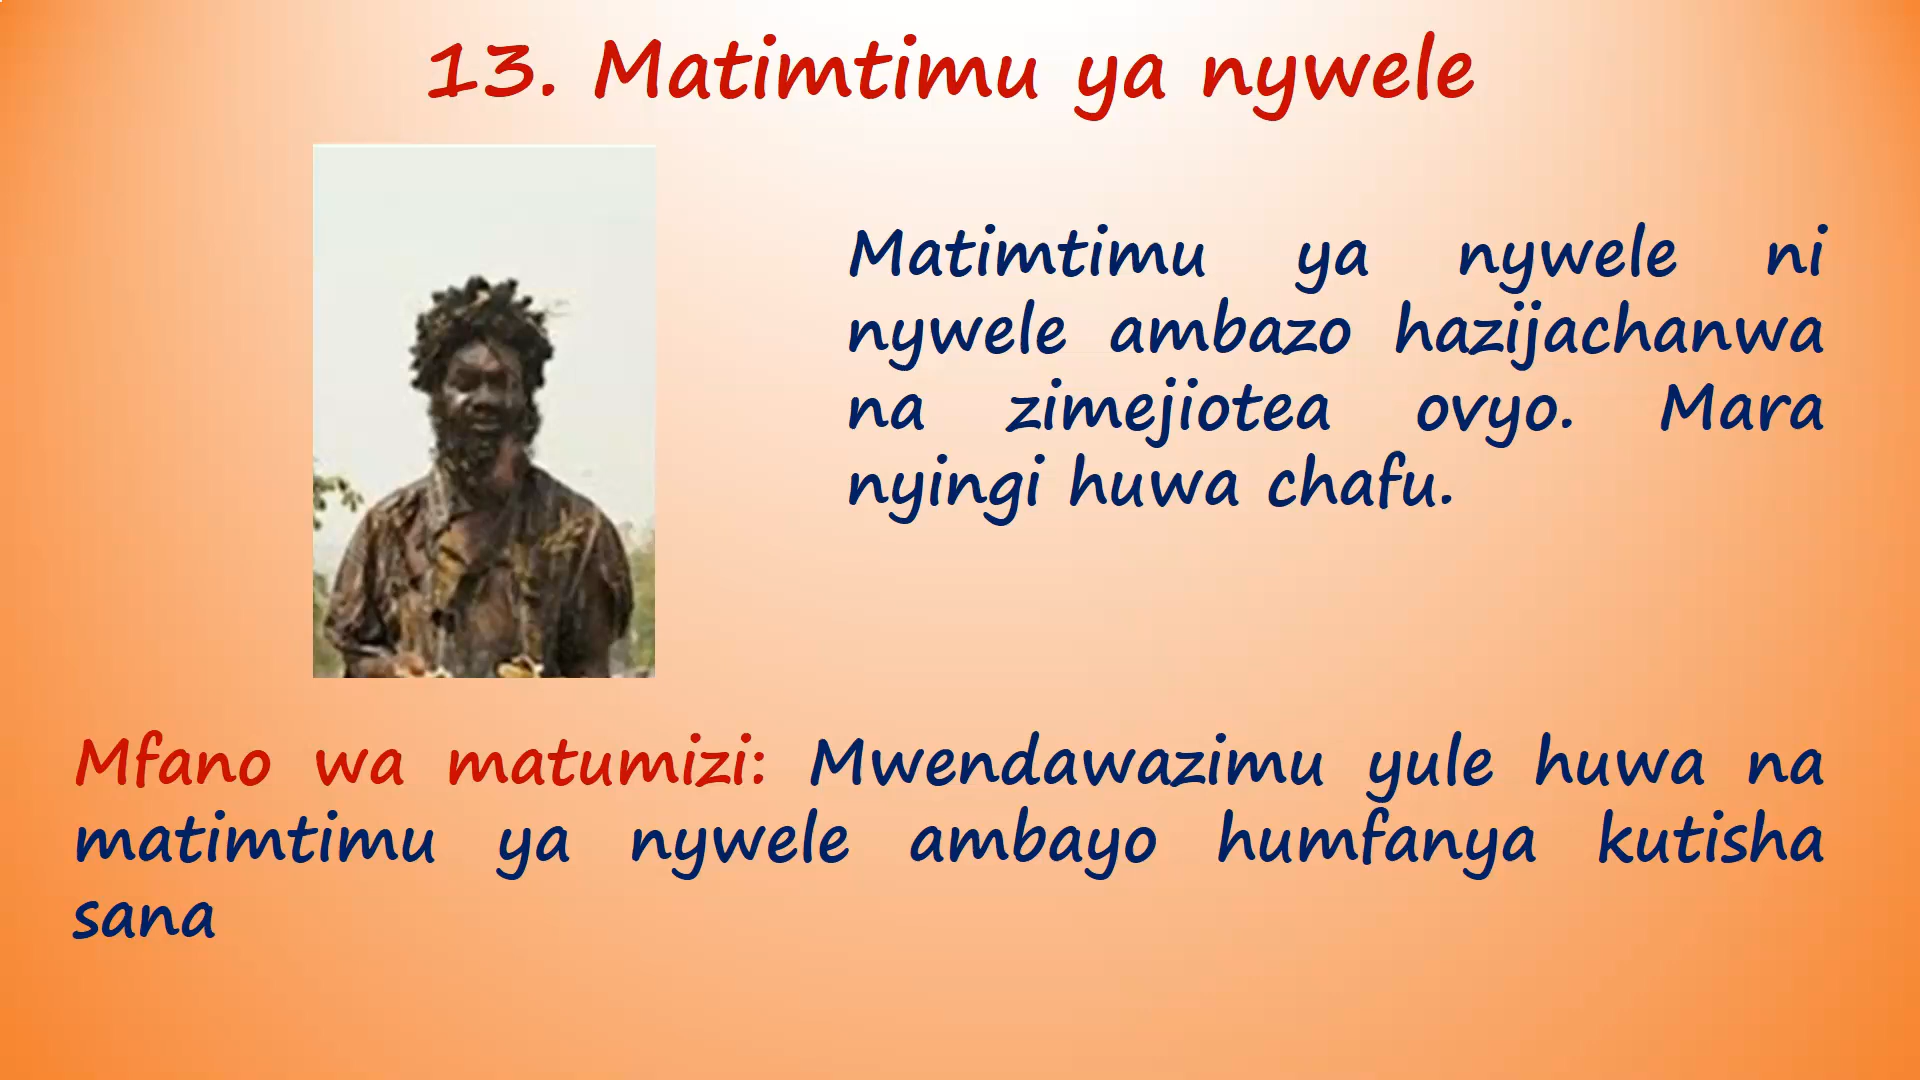 13. Matimtimu ya nywele
Matimtimu ya nywele ni
nywele ambazo hazijachanwa
na zimejiotea ovyo. Mara
nyingi huwa chafu.
Mfano wa matumizi: Mwendawazimu yule huwa na
matimtimu ya nywele ambayo humfanya kutisha
sana